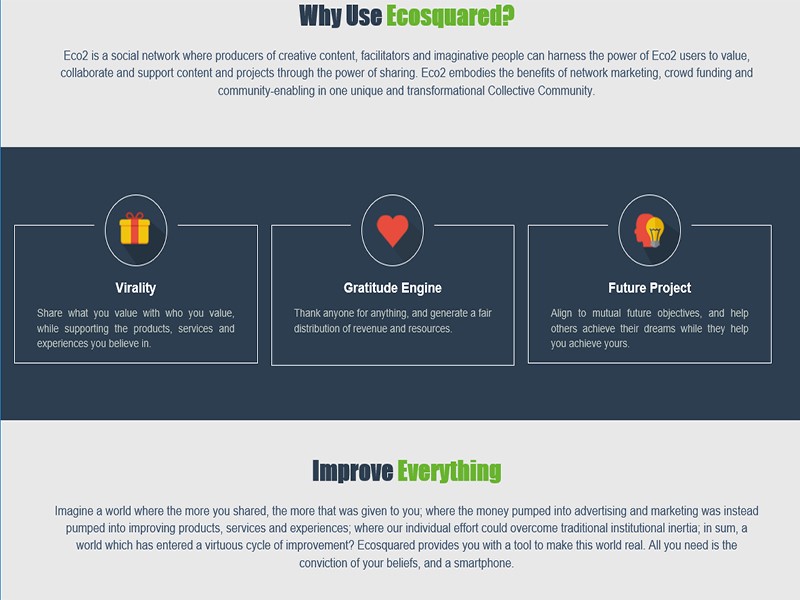 Why Use Ecosquared?
Eco2 is a social network where producers of creative content, facilitators and imaginative people can harness the power of Eco2 users to value,
collaborate and support content and projects through the power of sharing. Eco2 embodies the benefits of network marketing, crowd funding and
community-enabling in one unique and transformational Collective Community.
Virality
Share what you value with who you value,
while supporting the products, services and
experiences you believe in.
Gratitude Engine
Thank anyone for anything, and generate a fair
distribution of revenue and resources.
Future Project
Align to mutual future objectives, and help
others achieve their dreams while they help
you achieve yours.
Improve Everything
Imagine a world where the more you shared, the more that was given to you; where the money pumped into advertising and marketing was instead
pumped into improving products, services and experiences; where our individual effort could overcome traditional institutional inertia; in sum, a
world which has entered a virtuous cycle of improvement? Ecosquared provides you with a tool to make this world real. All you need is the
conviction of your beliefs, and a smartphone.